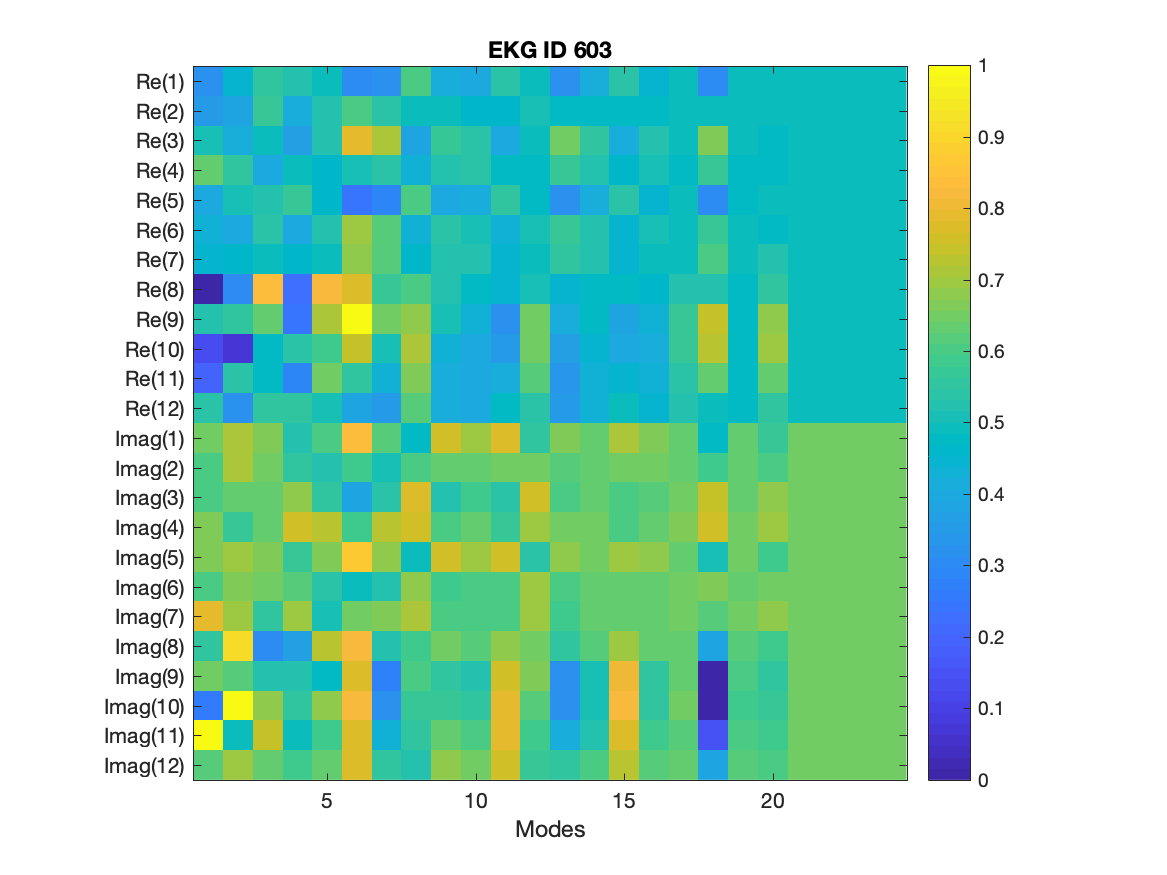 EKG ID 603
Re(1)
Re(2)
Re(3)
Re(4)
Re(5)
Re(6)
Re(7)
Re(8)
Re(9)
Re(10)
Re(11)
Re(12)
Imag(1)
Imag(2)
Imag(3)
Imag(4)
Imag(5)
Imag(6)
Imag(7)
Imag(8)
Imag(9)
Imag(10)
Imag(11)
Imag(12)
5 10 15 20
Modes
1
0.9
0.8
0.7
0.6
0.5
0.4
0.3
0.2
0.1
0